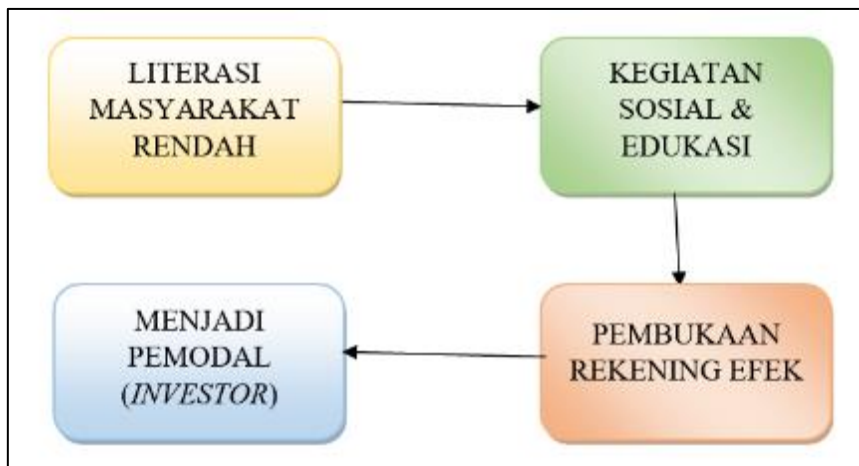 LITERASI
MASYARAKAT
RENDAH
KEGIATAN
SOSIAL &
EDUKASI
PEMBUKAAN
REKENING EFEK
MENJADI
PEMODAL
(INVESTOR)